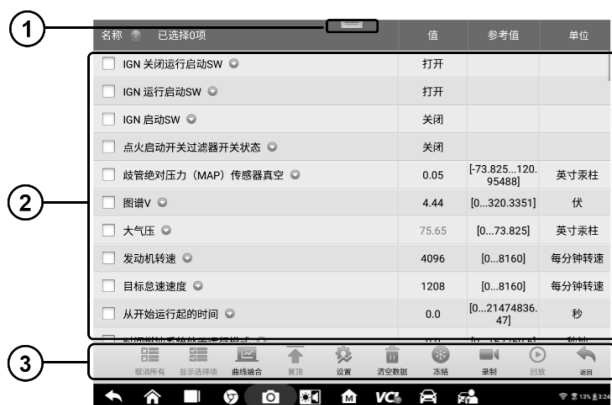 1
名称 已选择0项 值 参考值 单位
2
IGN 关闭运行启动SW 打开
IGN 运行启动SW 打开
IGN 启动SW 关闭
点火启动开关过滤器开关状态 关闭
歧管绝对压力（MAP）传感器真空 0.05 [-73.825...120.
95488] 英寸汞柱
图谱V 4.44 [0...320.3351] 伏
大气压 75.65 [0...73.825] 英寸汞柱
发动机转速 4096 [0...8160] 每分钟转速
目标怠速速度 1208 [0...8160] 每分钟转速
从开始运行起的时间 0.0 [0...21474836.
47] 秒
3
取消所有 显示选择项 曲线融合 置顶 设置 清空数据 冻结 录制 回放 返回
M VCI